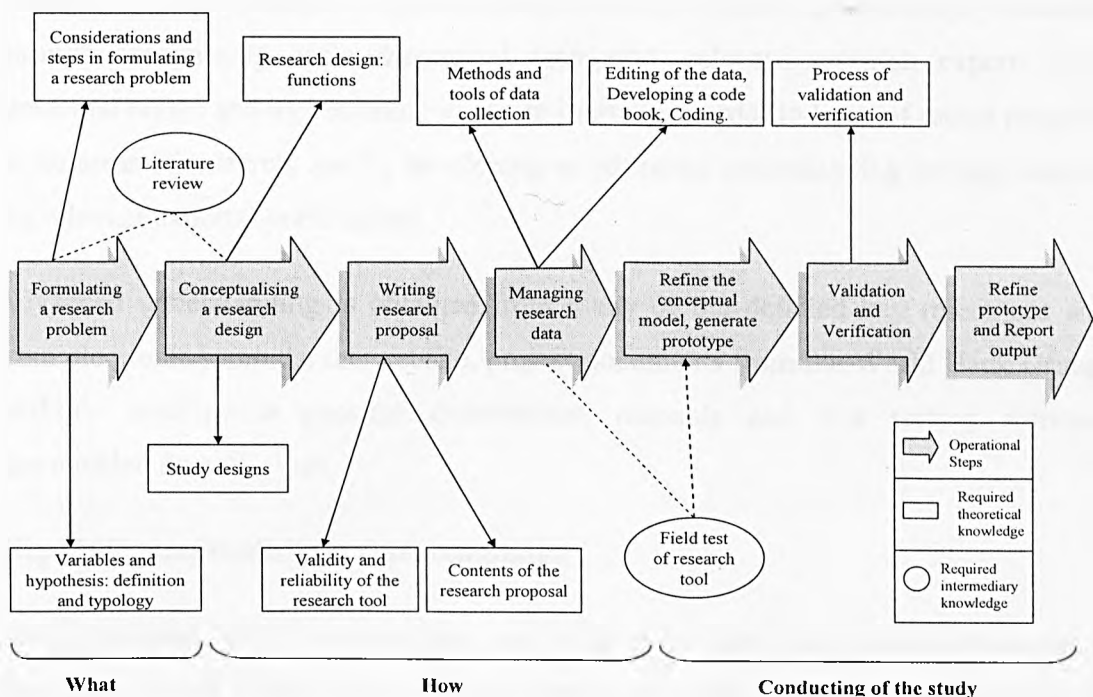 Considerations and
steps in formulating
a research problem
Research design:
functions
Methods and
tools of data
collection
Editing of the data,
Developing a code
book, Coding.
Process of
validation and
verification
Literature
review
Formulating
a research
problem
Conceptualising
a research
design
Writing
research
proposal
Managing
research
data
Refine the
conceptual
model, generate
prototype
Validation
and
Verification
Refine
prototype
and Report
output
Study designs
Variables and
hypothesis: definition
and typology
Validity and
reliability of the
research tool
Contents of the
research proposal
Field test
of research
tool
Operational
Steps
Required
theoretical
knowledge
Required
intermediary
knowledge
What
How
Conducting of the study